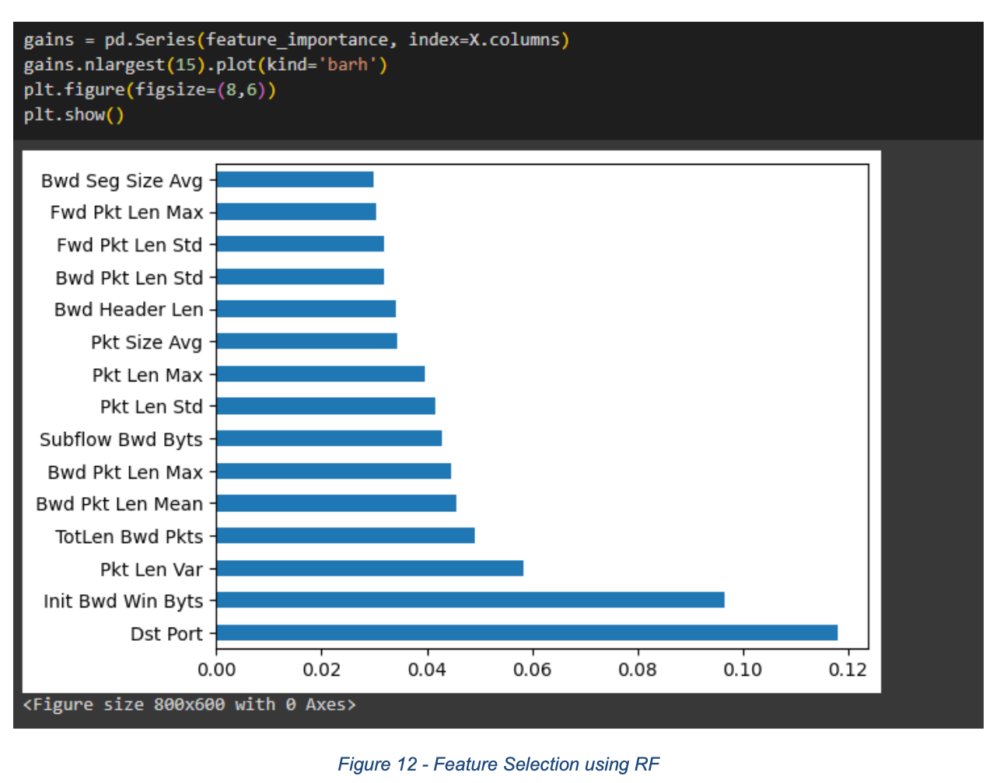 gains = pd.Series(feature_importance, index=X.columns)
gains.nlargest(15).plot(kind='barh')
plt.figure(figsize=(8,6))
plt.show()
Bwd Seg Size Avg
Fwd Pkt Len Max
Fwd Pkt Len Std
Bwd Pkt Len Std
Bwd Header Len
Pkt Size Avg
Pkt Len Max
Pkt Len Std
Subflow Bwd Byts
Bwd Pkt Len Max
Bwd Pkt Len Mean
TotLen Bwd Pkts
Pkt Len Var
Init Bwd Win Byts
Dst Port
0.00 0.02 0.04 0.06 0.08 0.10 0.12
<Figure size 800x600 with 0 Axes>
Figure 12 - Feature Selection using RF